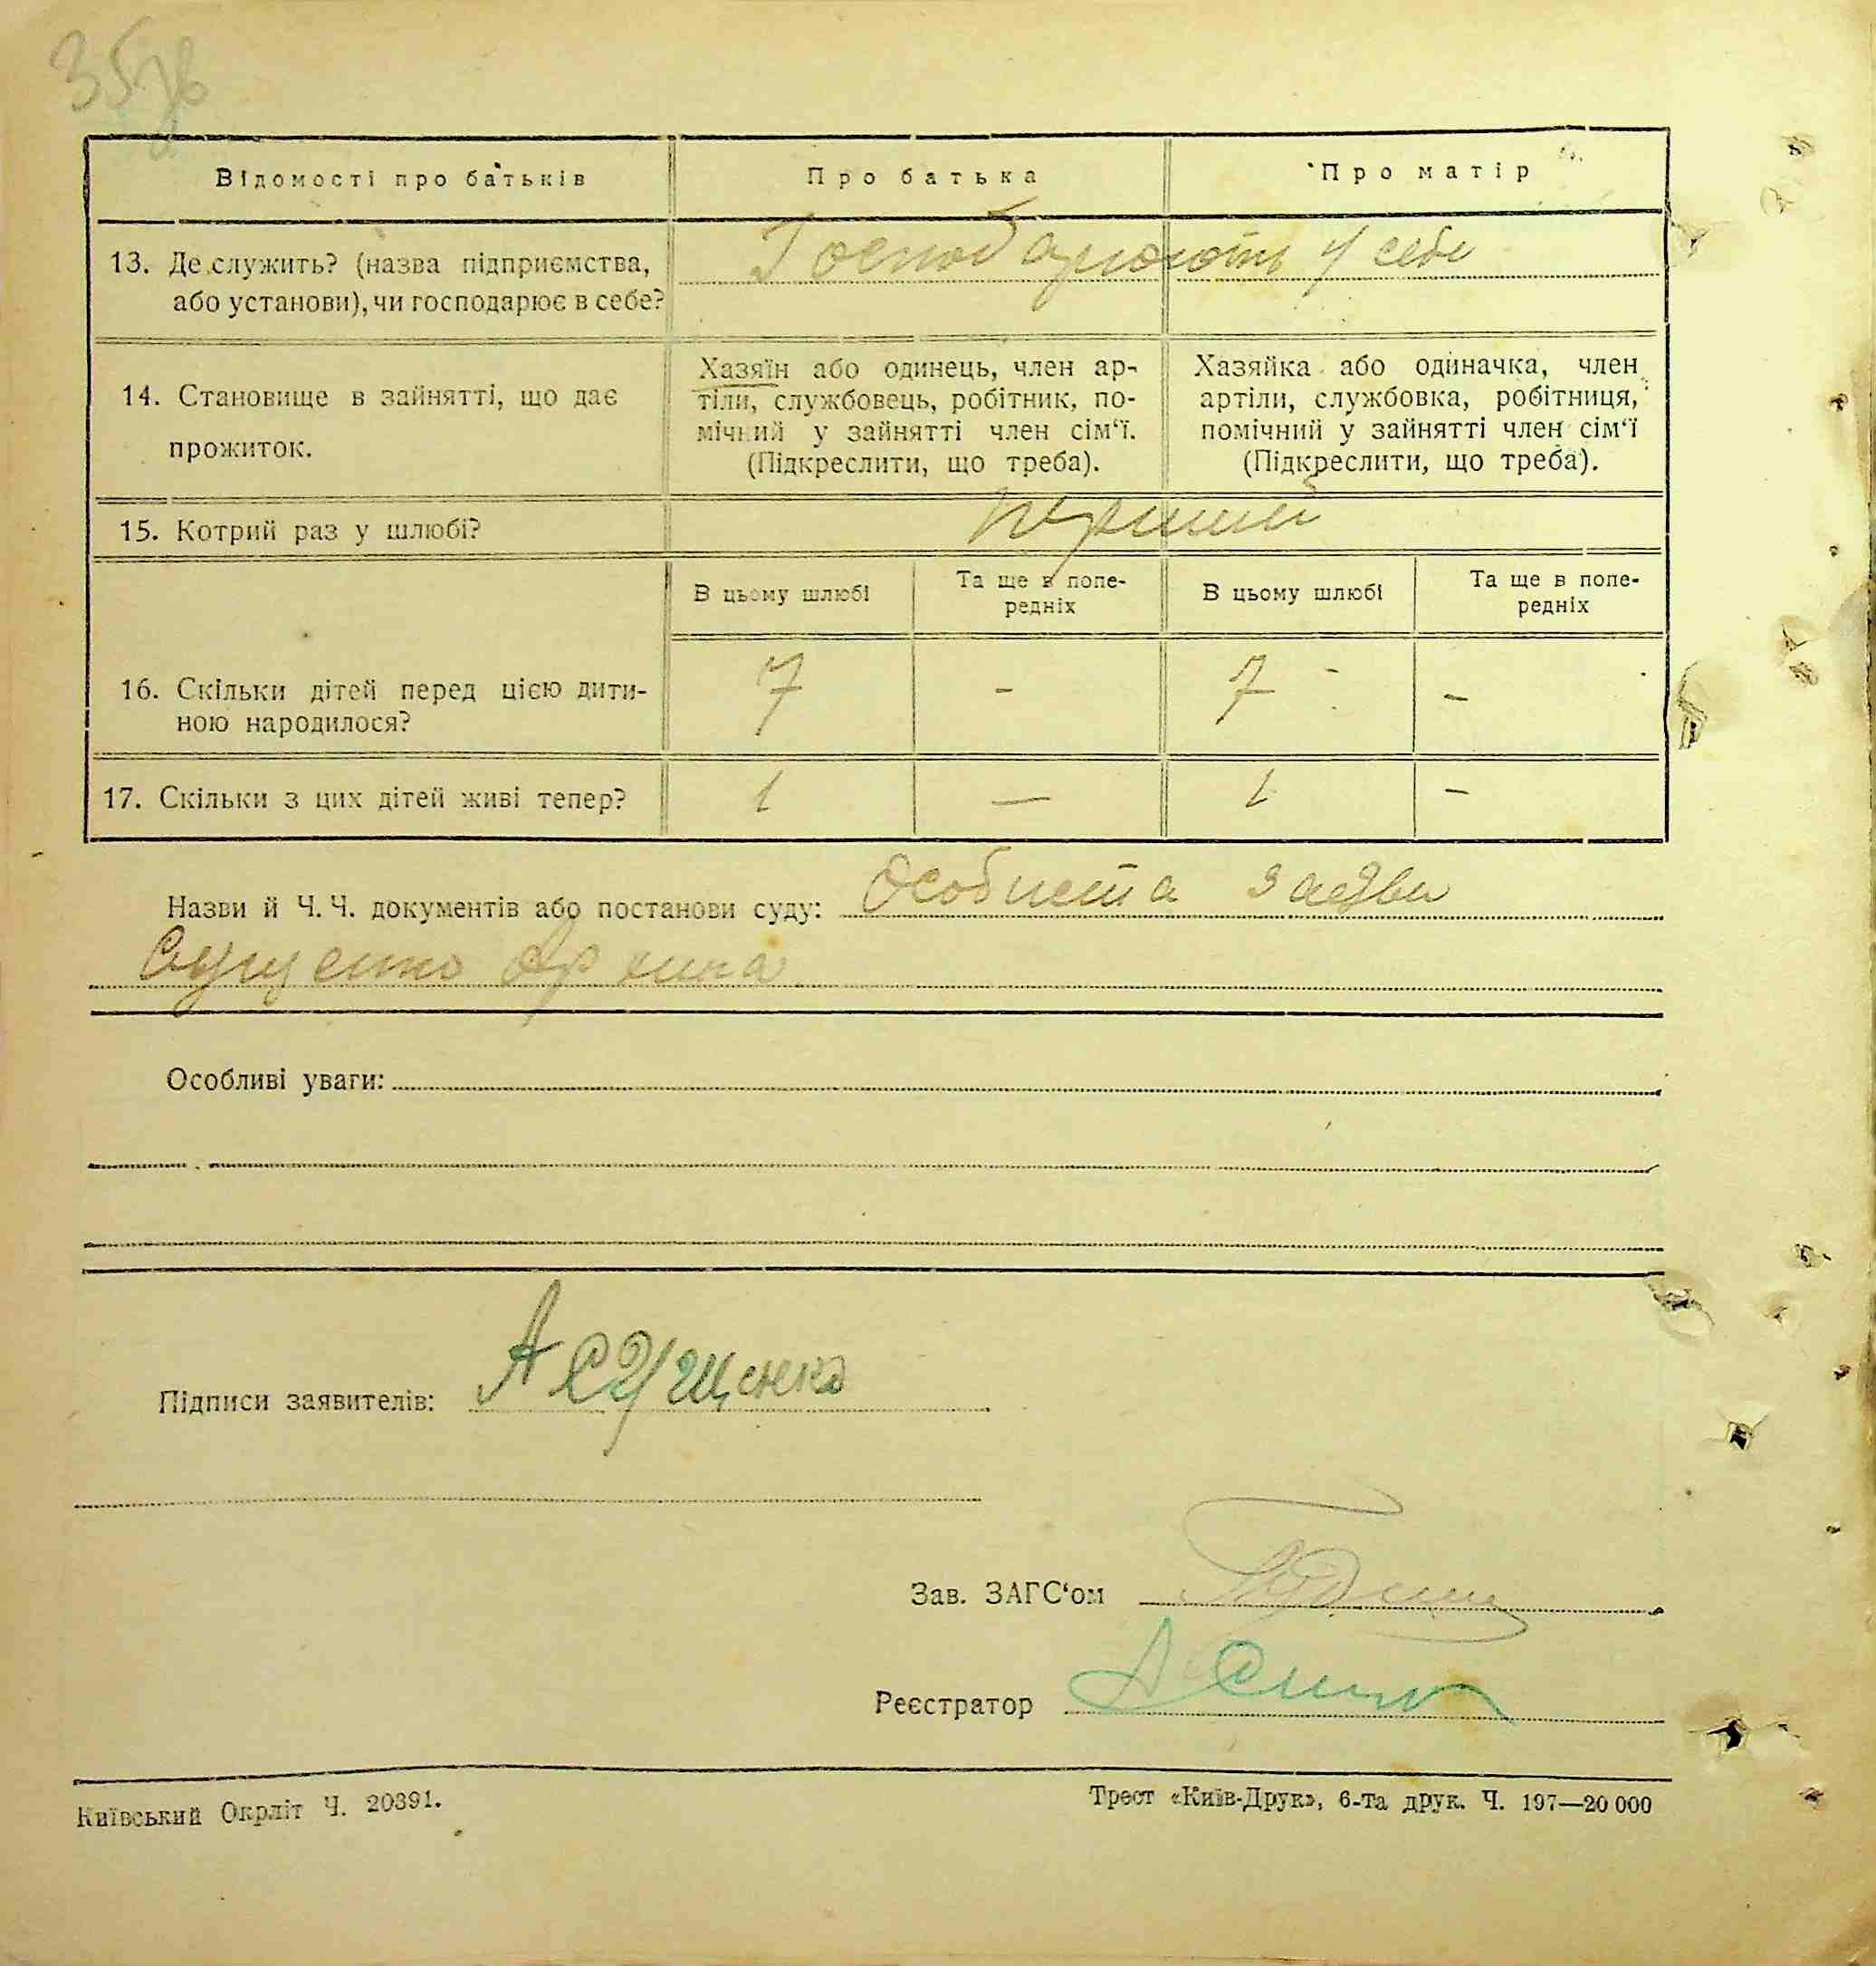 Відомості про батьків
Про батька
Про матір
13. Де служить? (назва підприємства,
або установи), чи господарює в себе?
Господарюють у себе
14. Становище в зайнятті, що дає
прожиток.
Хазяїн або одинець, член ар-
тіли, службовець, робітник, по-
мічний у зайнятті член сім‘ї.
(Підкреслити, що треба).
Хазяйка або одиначка, член
артіли, службовка, робітниця,
помічний у зайнятті член сім‘ї
(Підкреслити, що треба).
15. Котрий раз у шлюбі?
перший
В цьому шлюбі
Та ще в попе-
редніх
В цьому шлюбі
Та ще в попе-
редніх
16. Скільки дітей перед цією дити-
ною народилося?
7 - 7 -
17. Скільки з цих дітей живі тепер?
1 — 1 -
Назви й Ч. Ч. документів або постанови суду: Особиста заява
Сущенко
Особливі уваги:
Підписи заявителів: А Сущенко
Зав. ЗАГС‘ом
Реєстратор
Київський Окрліт Ч. 20391.
Трест «Київ-Друк», 6-та друк. Ч. 197—20 000